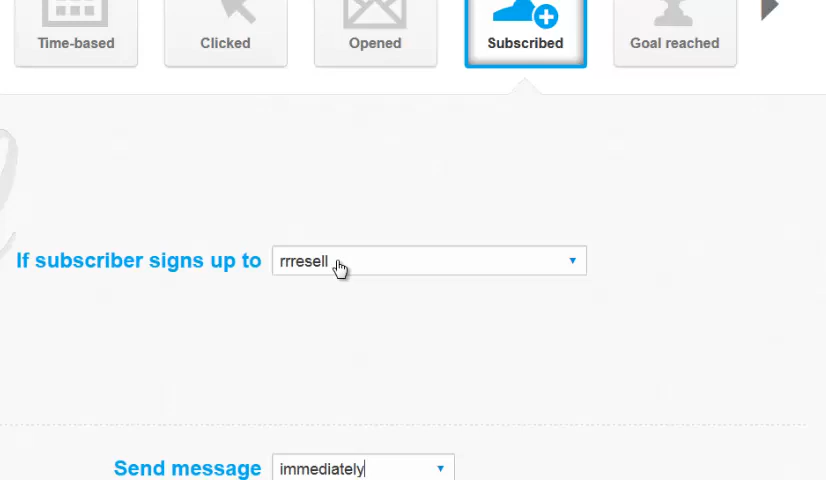 Time-based
Clicked
Opened
Subscribed
Goal reached
If subscriber signs up to rrresell
Send message immediately